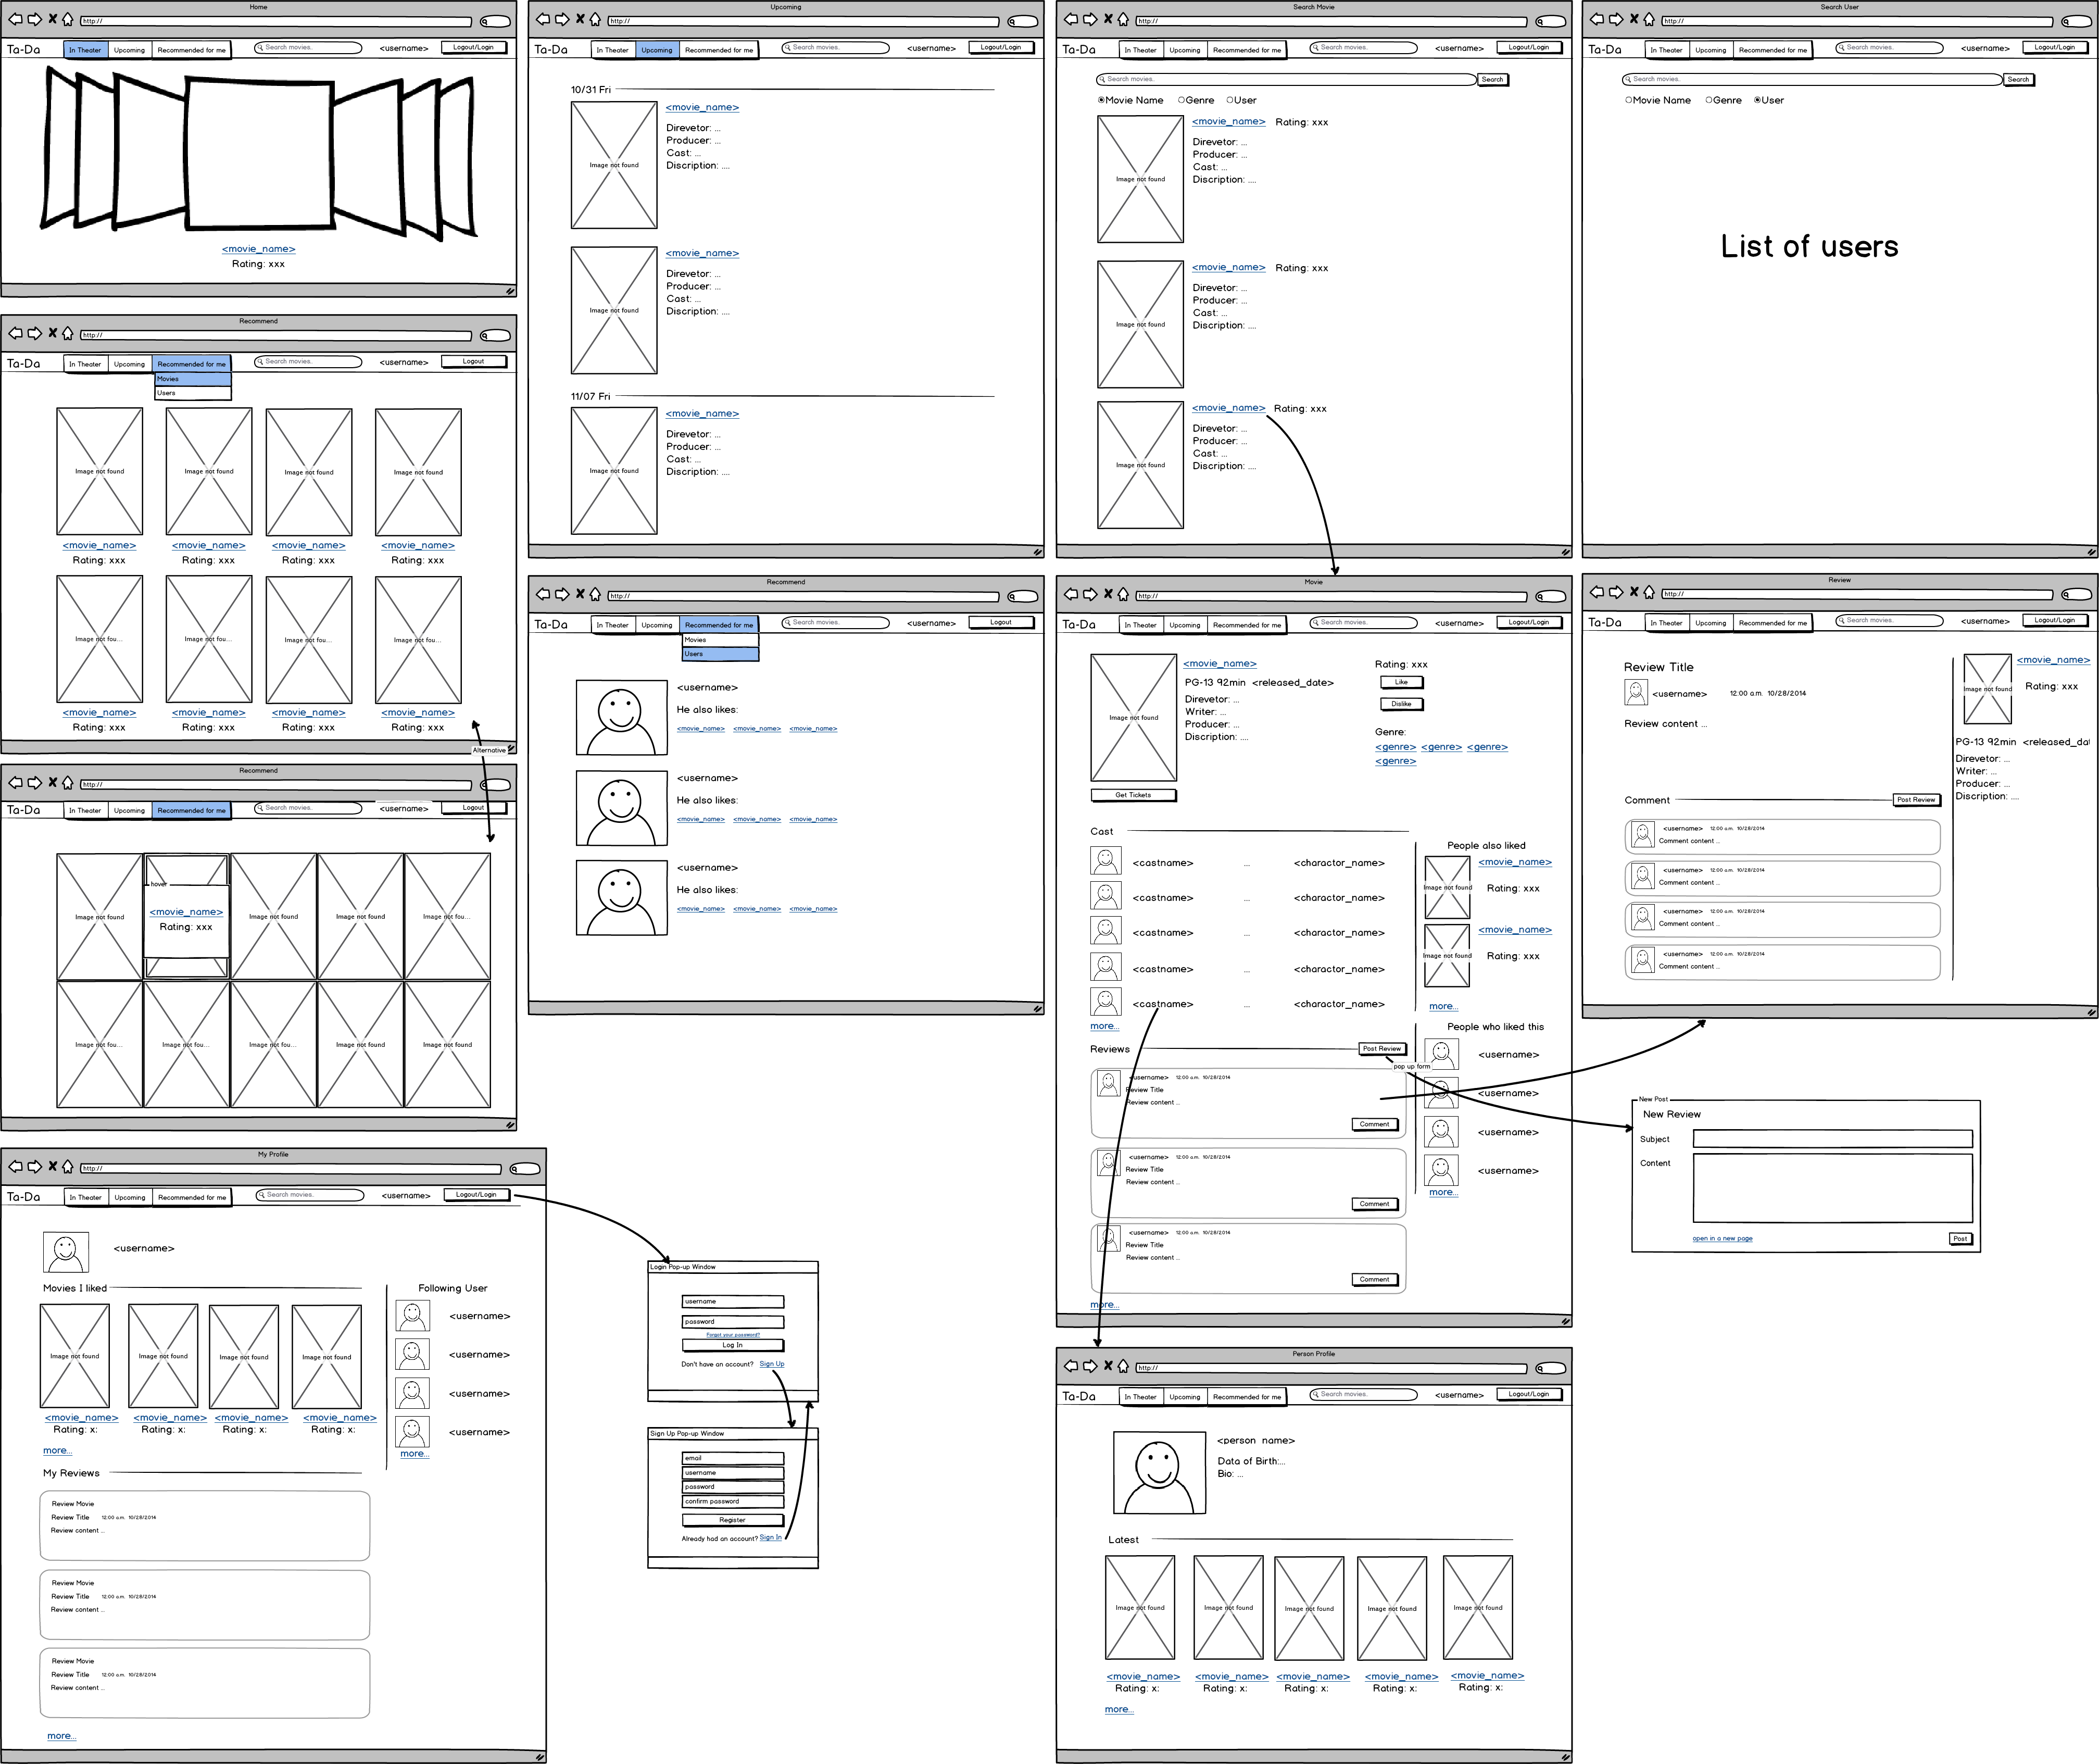 Home
http://
Ta-Da
In Theater Upcoming Recommended for me
Search movies.
<username>
Logout/Login
<movie_name>
Rating: xxx
Upcoming
http://
Ta-Da
In Theater Upcoming Recommended for me
Search movies.
<username>
Logout/Login
10/31 Fri
Image not found
<movie_name>
Direvetor: ...
Producer: ...
Cast: ...
Discription: ....
Image not found
<movie_name>
Direvetor: ...
Producer: ...
Cast: ...
Discription: ....
11/07 Fri
Image not found
<movie_name>
Direvetor: ...
Producer: ...
Cast: ...
Discription: ....
Search Movie
http://
Ta-Da
In Theater Upcoming Recommended for me
Search movies.
<username>
Logout/Login
Search movies.
Search
Movie Name Genre User
Image not found
<movie_name> Rating: xxx
Direvetor: ...
Producer: ...
Cast: ...
Discription: ....
Image not found
<movie_name> Rating: xxx
Direvetor: ...
Producer: ...
Cast: ...
Discription: ....
Image not found
<movie_name> Rating: xxx
Direvetor: ...
Producer: ...
Cast: ...
Discription: ....
Search User
http://
Ta-Da
In Theater Upcoming Recommended for me
Search movies.
<username>
Logout/Login
Search movies.
Search
Movie Name Genre User
List of users
Recommend
http://
Ta-Da
In Theater Upcoming Recommended for me
Search movies.
<username>
Logout
Movies
Users
Image not found Image not found Image not found Image not found
<movie_name> <movie_name> <movie_name> <movie_name>
Rating: xxx Rating: xxx Rating: xxx Rating: xxx
Image not fou... Image not fou... Image not fou... Image not fou...
<movie_name> <movie_name> <movie_name> <movie_name>
Rating: xxx Rating: xxx Rating: xxx Rating: xxx
Alternative
Recommend
http://
Ta-Da
In Theater Upcoming Recommended for me
Search movies.
<username>
Logout
hover
<movie_name>
Rating: xxx
Image not found Image not found Image not found Image not fou...
Image not fou... Image not fou... Image not fou... Image not found Image not found
Recommend
http://
Ta-Da
In Theater Upcoming Recommended for me
Search movies.
<username>
Logout
Movies
Users
<username>
He also likes:
<movie_name> <movie_name> <movie_name>
<username>
He also likes:
<movie_name> <movie_name> <movie_name>
<username>
He also likes:
<movie_name> <movie_name> <movie_name>
Movie
http://
Ta-Da
In Theater Upcoming Recommended for me
Search movies.
<username>
Logout/Login
Image not found
<movie_name>
PG-13 92min <released_date>
Direvetor: ...
Writer: ...
Producer: ...
Discription: ....
Get Tickets
Rating: xxx
Like
Dislike
Genre:
<genre> <genre> <genre>
<genre>
Cast
<castname> ... <charactor_name>
<castname> ... <charactor_name>
<castname> ... <charactor_name>
<castname> ... <charactor_name>
<castname> ... <charactor_name>
more...
People also liked
Image not found
<movie_name>
Rating: xxx
Image not found
<movie_name>
Rating: xxx
more...
People who liked this
<username>
<username>
<username>
<username>
more...
Reviews
Post Review
pop up form
<username> 12:00 a.m. 10/28/2014
Review Title
Review content ...
Comment
<username> 12:00 a.m. 10/28/2014
Review Title
Review content ...
Comment
<username> 12:00 a.m. 10/28/2014
Review Title
Review content ...
Comment
more...
Review
http://
Ta-Da
In Theater Upcoming Recommended for me
Search movies.
<username>
Logout/Login
Review Title
<username> 12:00 a.m. 10/28/2014
Review content ...
Image not found
<movie_name>
Rating: xxx
PG-13 92min <released_dat
Direvetor: ...
Writer: ...
Producer: ...
Discription: ....
Comment
Post Review
<username> 12:00 a.m. 10/28/2014
Comment content ...
<username> 12:00 a.m. 10/28/2014
Comment content ...
<username> 12:00 a.m. 10/28/2014
Comment content ...
<username> 12:00 a.m. 10/28/2014
Comment content ...
New Post
New Review
Subject
Content
open in a new page
Post
My Profile
http://
Ta-Da
In Theater Upcoming Recommended for me
Search movies.
<username>
Logout/Login
<username>
Movies I liked
Image not found Image not found Image not found Image not found
<movie_name> <movie_name> <movie_name> <movie_name>
Rating: x: Rating: x: Rating: x: Rating: x:
more...
Following User
<username>
<username>
<username>
<username>
more...
My Reviews
Review Movie
Review Title 12:00 a.m. 10/28/2014
Review content ...
Review Movie
Review Title 12:00 a.m. 10/28/2014
Review content ...
Review Movie
Review Title 12:00 a.m. 10/28/2014
Review content ...
more...
Login Pop-up Window
username
password
Forgot your password?
Log In
Don't have an account? Sign Up
Sign Up Pop-up Window
email
username
password
confirm password
Register
Already had an account? Sign In
Person Profile
http://
Ta-Da
In Theater Upcoming Recommended for me
Search movies.
<username>
Logout/Login
<person_name>
Data of Birth:...
Bio: ...
Latest
Image not found Image not found Image not found Image not found Image not found
<movie_name> <movie_name> <movie_name> <movie_name> <movie_name>
Rating: x: Rating: x: Rating: x: Rating: x: Rating: x:
more...